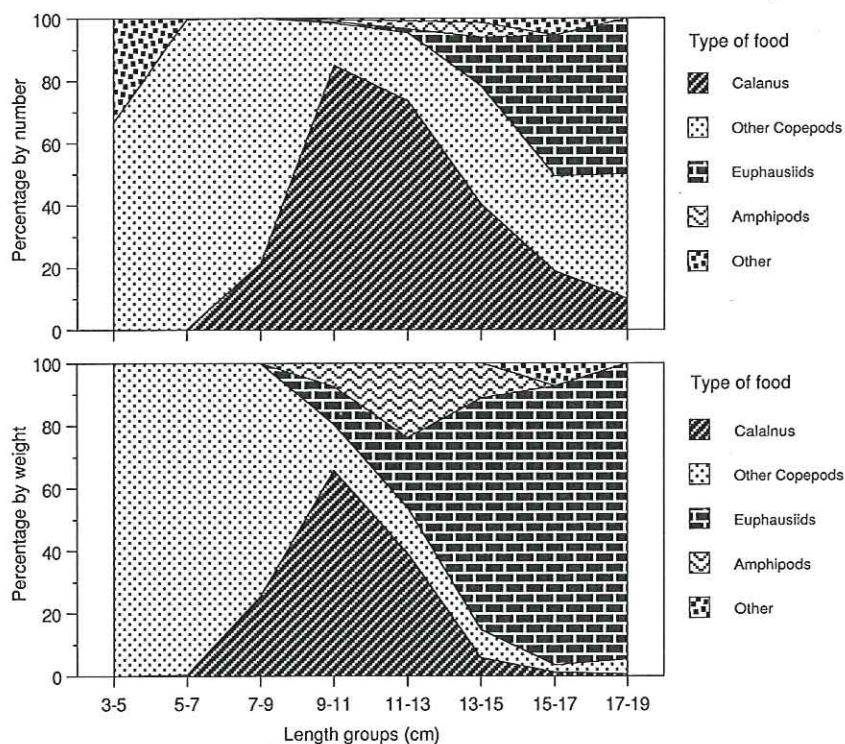 100
80
60
40
20
0
Percentage by number
Type of food
Calanus
Other Copepods
Euphausiids
Amphipods
Other
100
80
60
40
20
0
Percentage by weight
Type of food
Calalnus
Other Copepods
Euphausiids
Amphipods
Other
3-5 5-7 7-9 9-11 11-13 13-15 15-17 17-19
Length groups (cm)